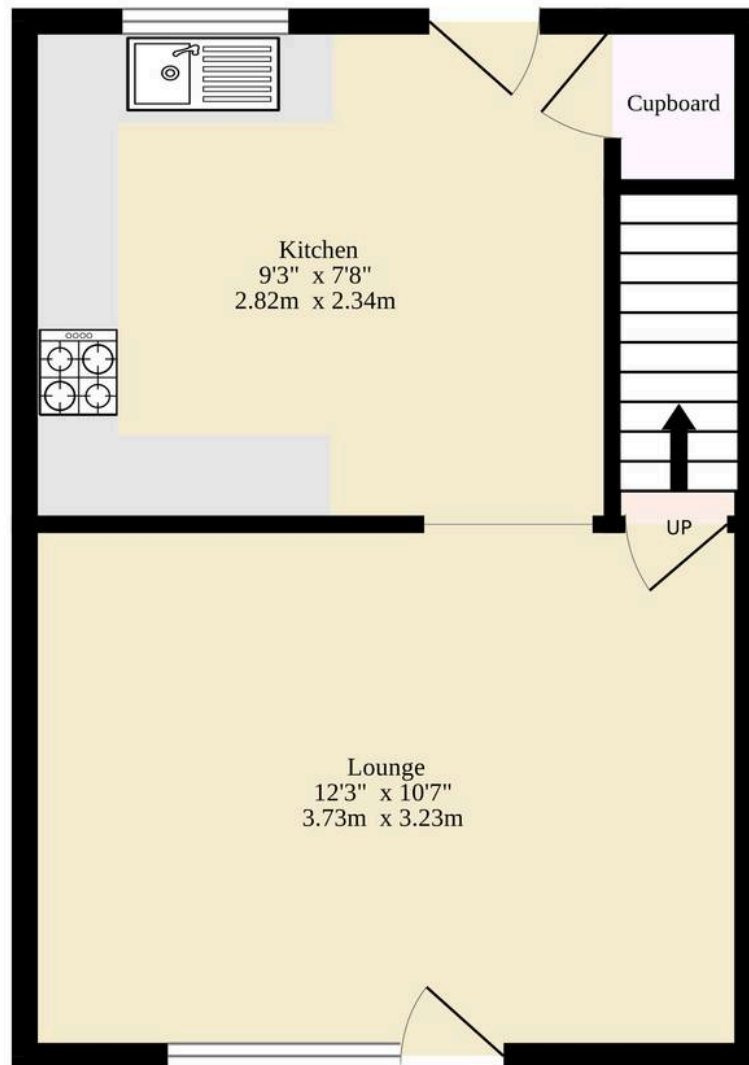 Cupboard
Kitchen
9'3" x 7'8"
2.82m x 2.34m
UP
Lounge
12'3" x 10'7"
3.73m x 3.23m